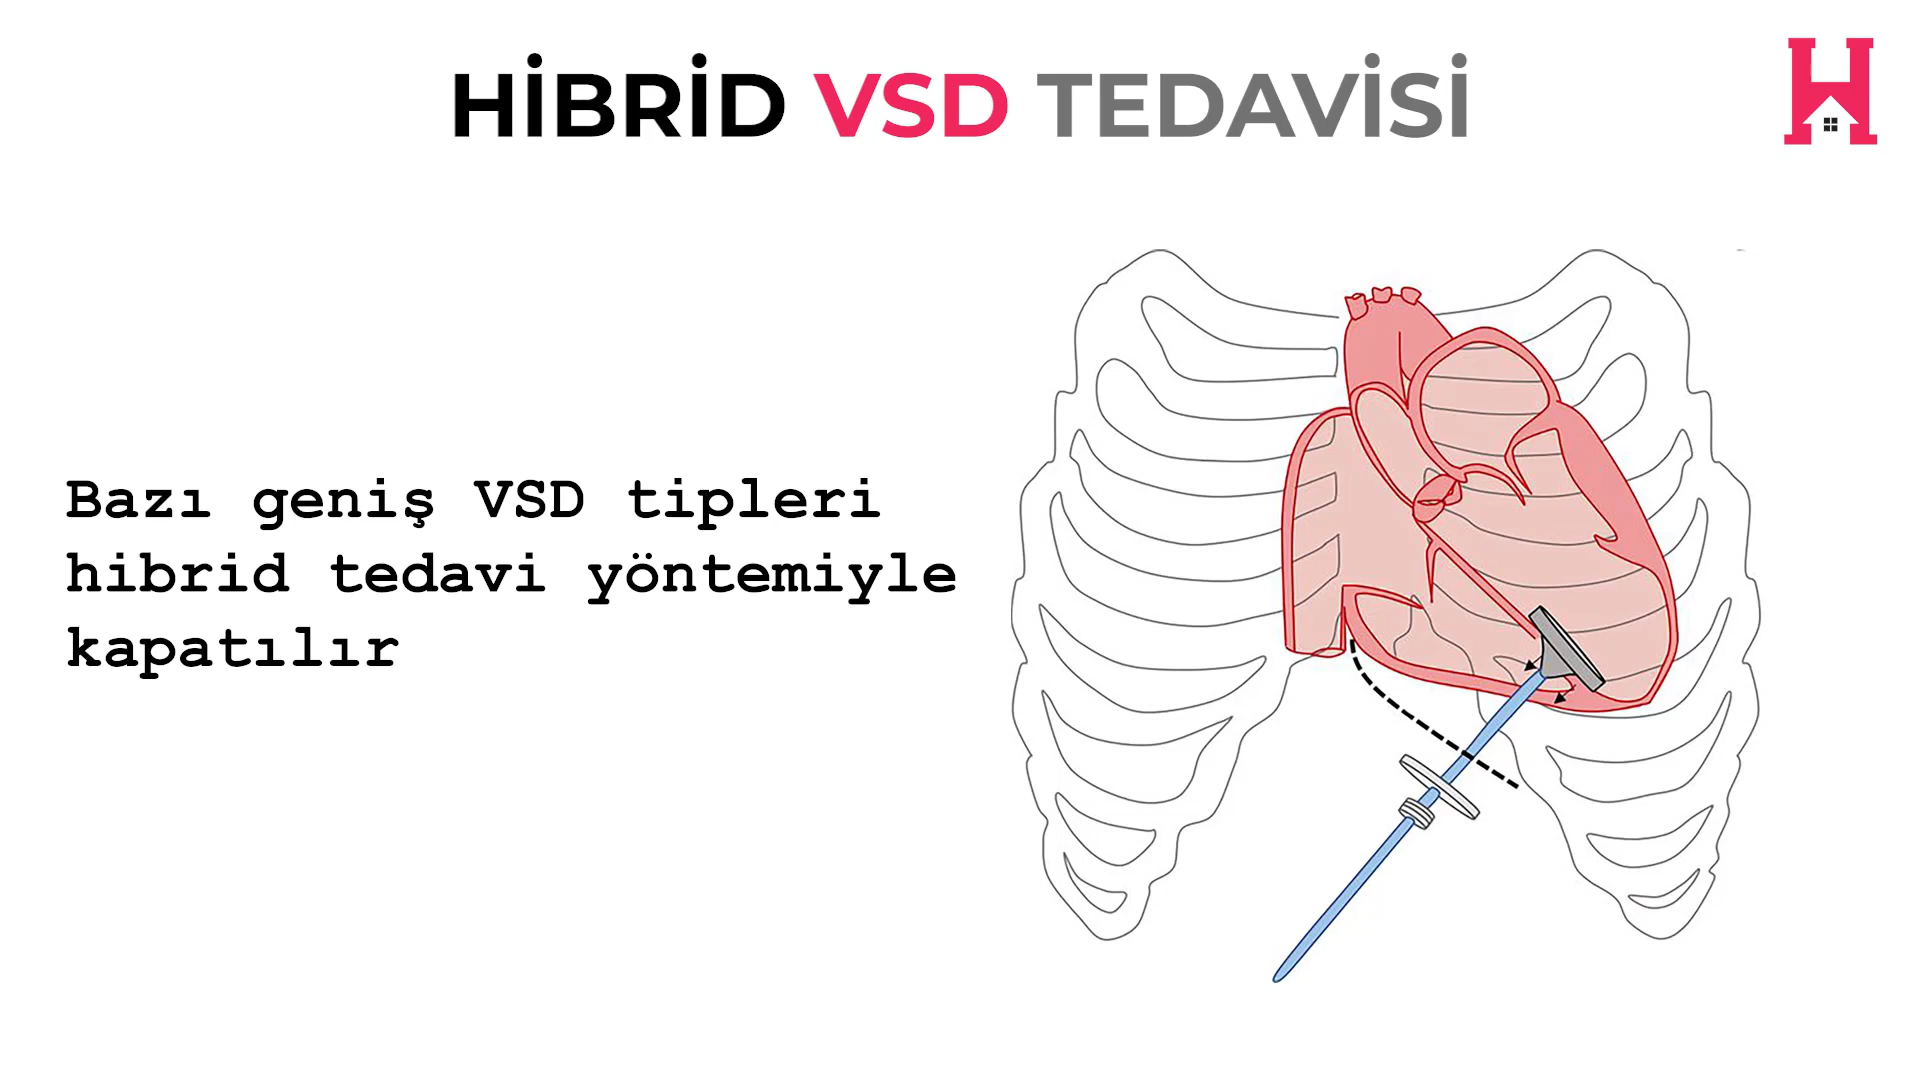 HİBRİD VSD TEDAVİSİ
Bazı geniş VSD tipleri
hibrid tedavi yöntemiyle
kapatılır